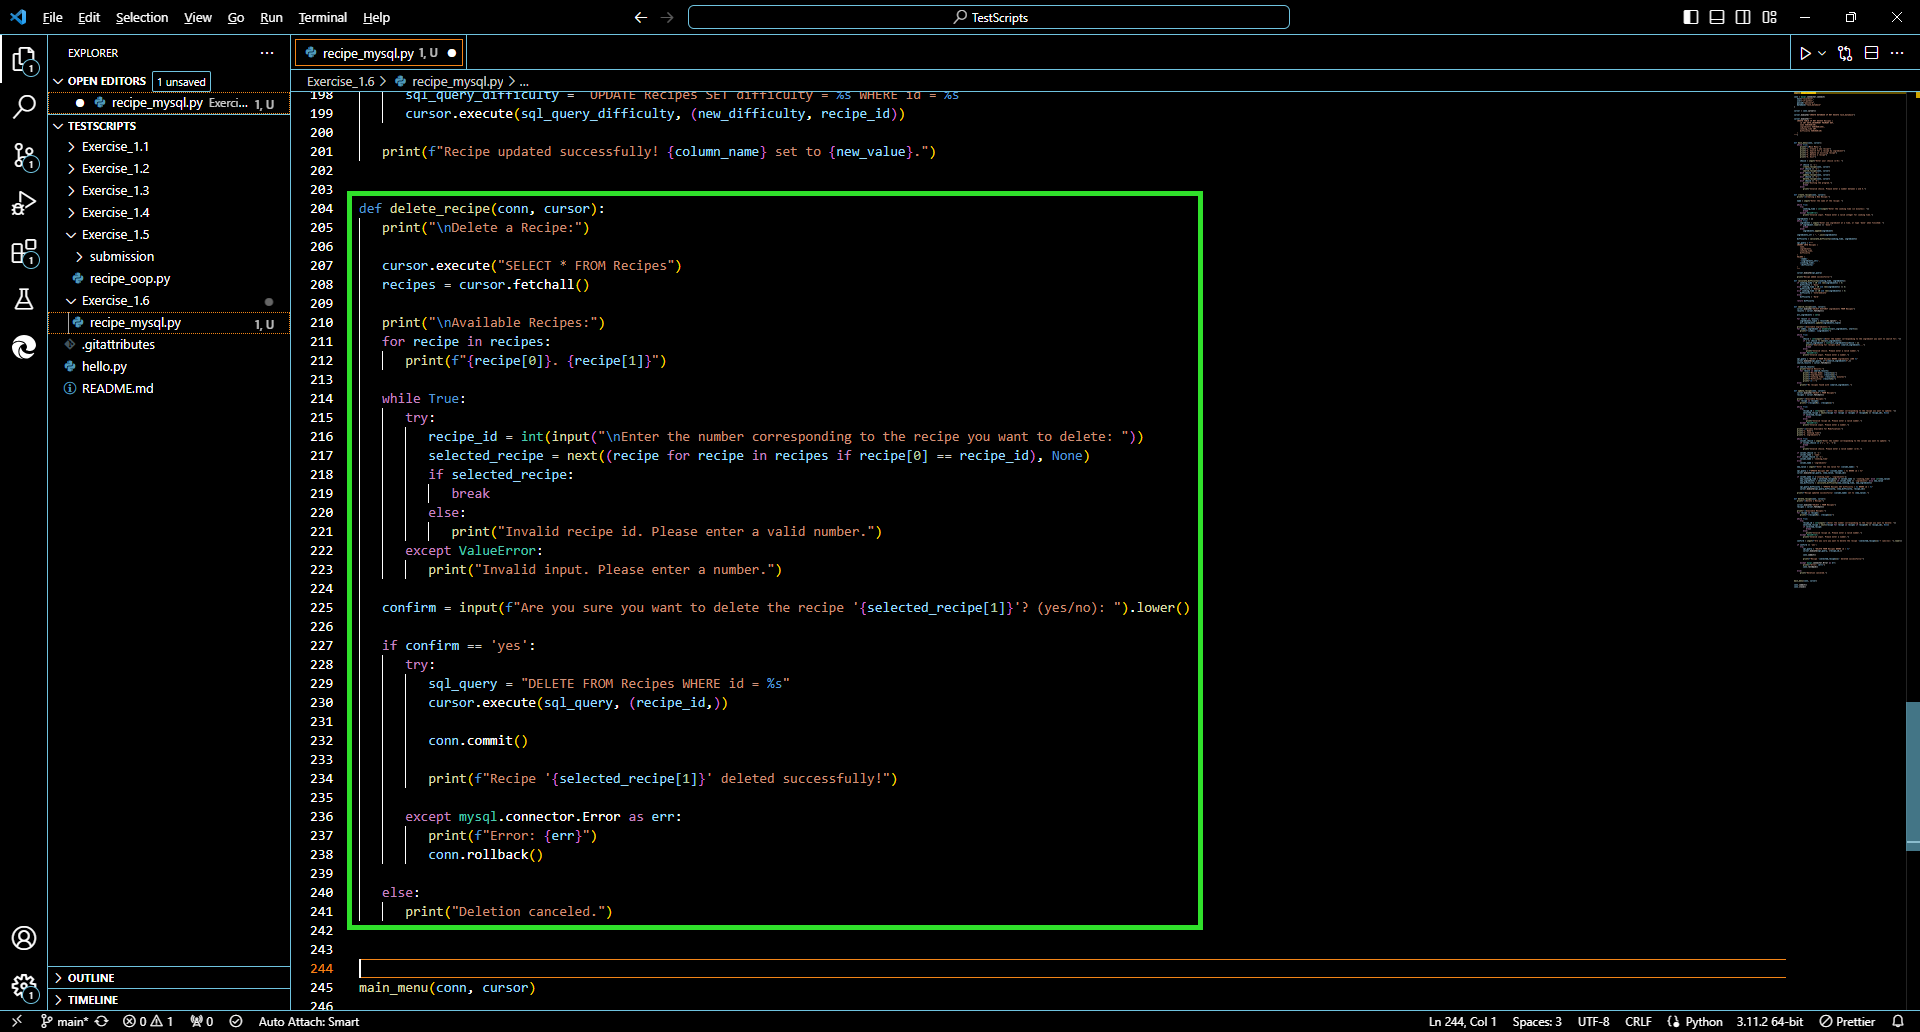 File Edit Selection View Go Run Terminal Help
TestScripts
EXPLORER
OPEN EDITORS 1 unsaved
recipe_mysql.py Exerci... 1, U
TESTSCRIPTS
Exercise_1.1
Exercise_1.2
Exercise_1.3
Exercise_1.4
Exercise_1.5
submission
recipe_oop.py
Exercise_1.6
recipe_mysql.py 1, U
.gitattributes
hello.py
README.md
OUTLINE
TIMELINE
recipe_mysql.py 1, U
Exercise_1.6 > recipe_mysql.py > ...
198 sql_query_difficulty = "UPDATE Recipes SET difficulty = %s WHERE id = %s"
199 cursor.execute(sql_query_difficulty, (new_difficulty, recipe_id))
200
201 print(f"Recipe updated successfully! {column_name} set to {new_value}.")
202
203
204 def delete_recipe(conn, cursor):
205 print("\nDelete a Recipe:")
206
207 cursor.execute("SELECT * FROM Recipes")
208 recipes = cursor.fetchall()
209
210 print("\nAvailable Recipes:")
211 for recipe in recipes:
212 print(f"{recipe[0]}. {recipe[1]}")
213
214 while True:
215 try:
216 recipe_id = int(input("\nEnter the number corresponding to the recipe you want to delete: "))
217 selected_recipe = next((recipe for recipe in recipes if recipe[0] == recipe_id), None)
218 if selected_recipe:
219 break
220 else:
221 print("Invalid recipe id. Please enter a valid number.")
222 except ValueError:
223 print("Invalid input. Please enter a number.")
224
225 confirm = input(f"Are you sure you want to delete the recipe '{selected_recipe[1]}'? (yes/no): ").lower()
226
227 if confirm == 'yes':
228 try:
229 sql_query = "DELETE FROM Recipes WHERE id = %s"
230 cursor.execute(sql_query, (recipe_id,))
231
232 conn.commit()
233
234 print(f"Recipe '{selected_recipe[1]}' deleted successfully!")
235
236 except mysql.connector.Error as err:
237 print(f"Error: {err}")
238 conn.rollback()
239
240 else:
241 print("Deletion canceled.")
242
243
244
245 main_menu(conn, cursor)
246
main* 0 1 0 Auto Attach: Smart Ln 244, Col 1 Spaces: 3 UTF-8 CRLF Python 3.11.2 64-bit Prettier